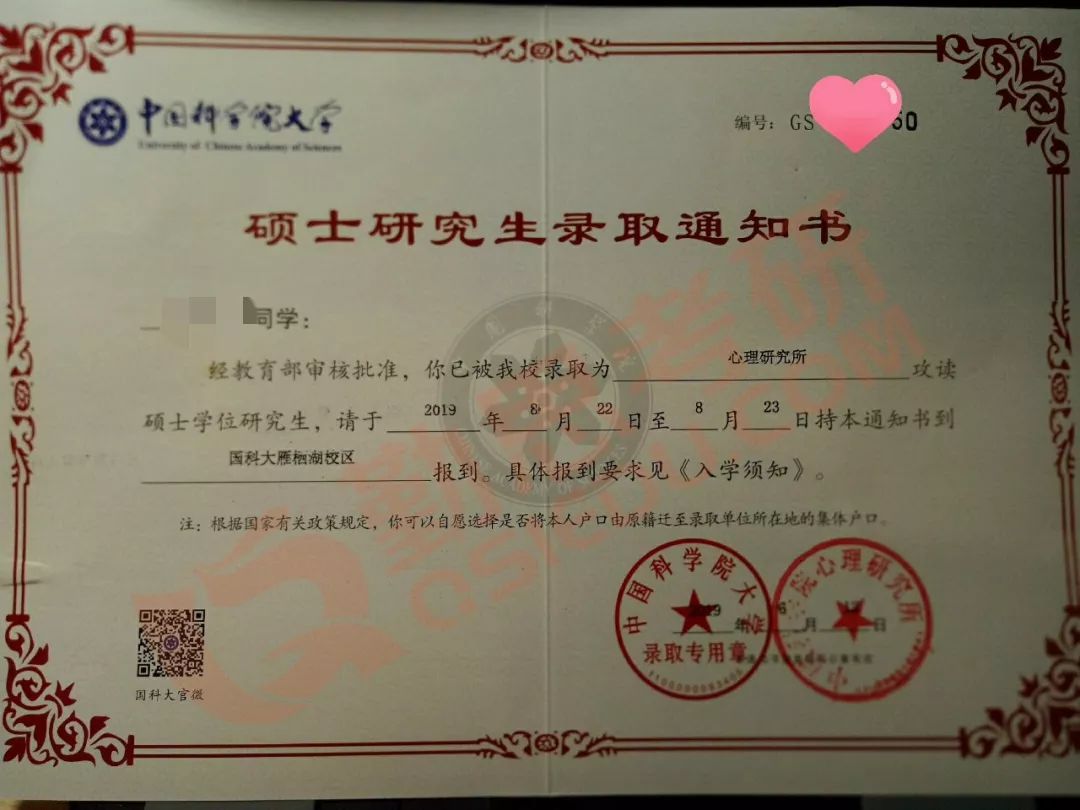 中国科学院大学
University of Chinese Academy of Sciences
编号: GS 60
硕士研究生录取通知书
同学:
经教育部审核批准，你已被我校录取为 心理研究所 攻读
硕士学位研究生，请于 2019 年 8 月 22 日至 8 月 23 日持本通知书到
国科大雁栖湖校区 报到。具体报到要求见《入学须知》。
注：根据国家有关政策规定，你可以自愿选择是否将本人户口由原籍迁至录取单位所在地的集体户口。
中国科学院大学
录取专用章
院心理研究所
年 6 月 日
国科大官微
考研